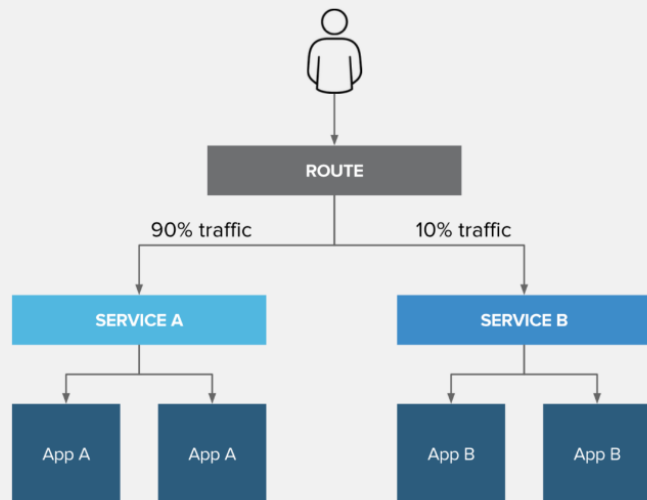 ROUTE
90% traffic
10% traffic
SERVICE A
SERVICE B
App A
App A
App B
App B